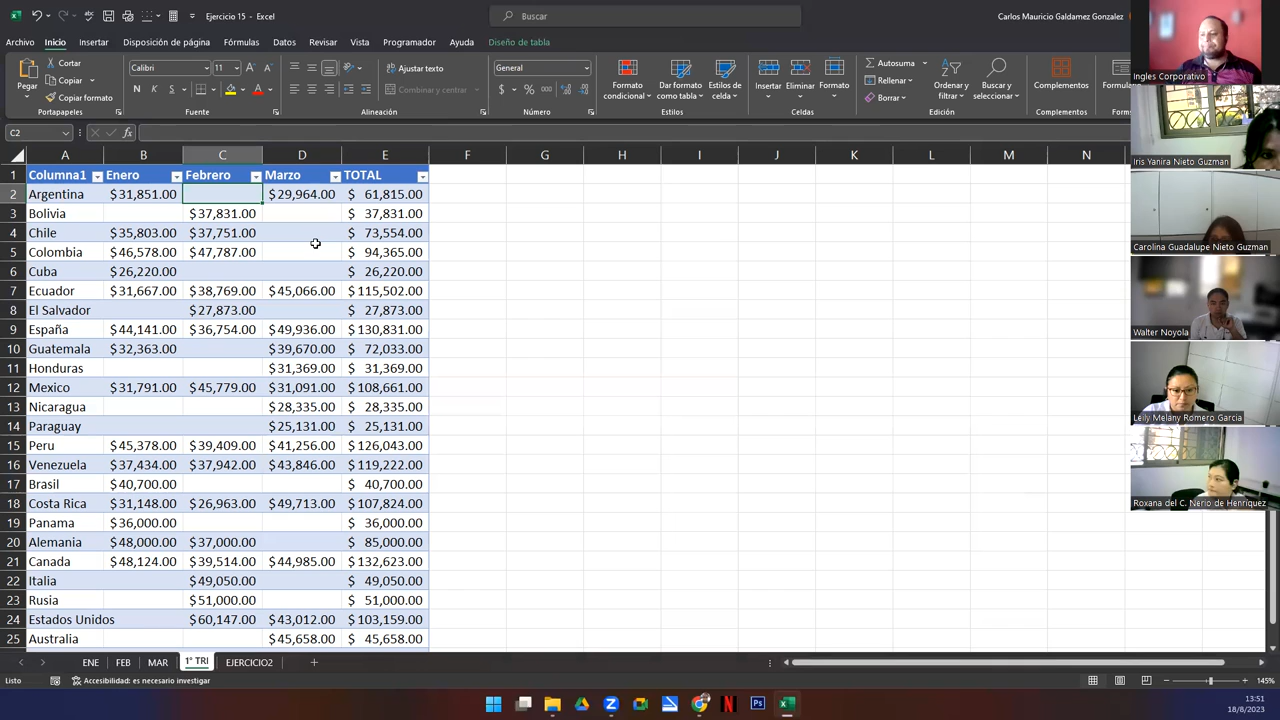 Ejercicio 15 - Excel
Buscar
Carlos Mauricio Galdamez Gonzalez
Archivo Inicio Insertar Disposición de página Fórmulas Datos Revisar Vista Programador Ayuda Diseño de tabla
Pegar
Cortar
Copiar
Copiar formato
Portapapeles
Calibri 11
N K S
Fuente
Ajustar texto
Combinar y centrar
Alineación
General
$ % 000
Número
Formato condicional
Dar formato como tabla
Estilos de celda
Estilos
Insertar
Eliminar
Formato
Celdas
Autosuma
Rellenar
Borrar
Ordenar y filtrar
Buscar y seleccionar
Edición
Complementos
Complementos
Formular
C2
fx
A B C D E F G H I J K L M N
1 Columna1 Enero Febrero Marzo TOTAL
2 Argentina $31,851.00 $29,964.00 $ 61,815.00
3 Bolivia $37,831.00 $ 37,831.00
4 Chile $35,803.00 $37,751.00 $ 73,554.00
5 Colombia $46,578.00 $47,787.00 $ 94,365.00
6 Cuba $26,220.00 $ 26,220.00
7 Ecuador $31,667.00 $38,769.00 $45,066.00 $115,502.00
8 El Salvador $27,873.00 $ 27,873.00
9 España $44,141.00 $36,754.00 $49,936.00 $130,831.00
10 Guatemala $32,363.00 $39,670.00 $ 72,033.00
11 Honduras $31,369.00 $ 31,369.00
12 Mexico $31,791.00 $45,779.00 $31,091.00 $108,661.00
13 Nicaragua $28,335.00 $ 28,335.00
14 Paraguay $25,131.00 $ 25,131.00
15 Peru $45,378.00 $39,409.00 $41,256.00 $126,043.00
16 Venezuela $37,434.00 $37,942.00 $43,846.00 $119,222.00
17 Brasil $40,700.00 $ 40,700.00
18 Costa Rica $31,148.00 $26,963.00 $49,713.00 $107,824.00
19 Panama $36,000.00 $ 36,000.00
20 Alemania $48,000.00 $37,000.00 $ 85,000.00
21 Canada $48,124.00 $39,514.00 $44,985.00 $132,623.00
22 Italia $49,050.00 $ 49,050.00
23 Rusia $51,000.00 $ 51,000.00
24 Estados Unidos $60,147.00 $43,012.00 $103,159.00
25 Australia $45,658.00 $ 45,658.00
ENE FEB MAR 1° TRI EJERCICIO2
Listo
Accesibilidad: es necesario investigar
145%
13:51
18/8/2023
Ingles Corporativo
Iris Yanira Nieto Guzman
Carolina Guadalupe Nieto Guzman
Walter Noyola
Leily Melany Romero Garcia
Roxana del C. Nerio de Henríquez